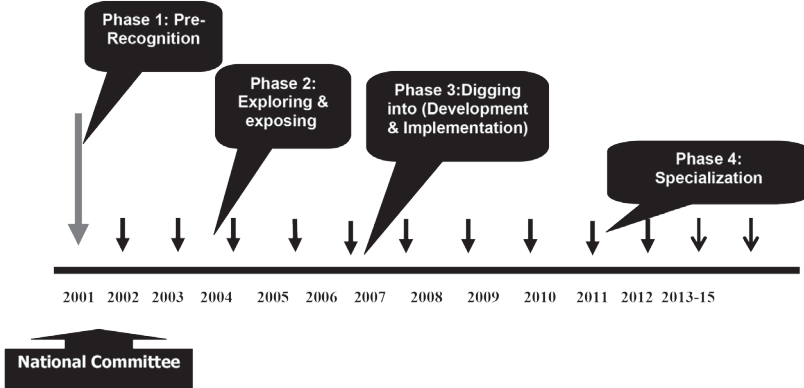 Phase 1: Pre-
Recognition
Phase 2:
Exploring &
exposing
Phase 3:Digging
into (Development
& Implementation)
Phase 4:
Specialization
2001 2002 2003 2004 2005 2006 2007 2008 2009 2010 2011 2012 2013-15
National Committee